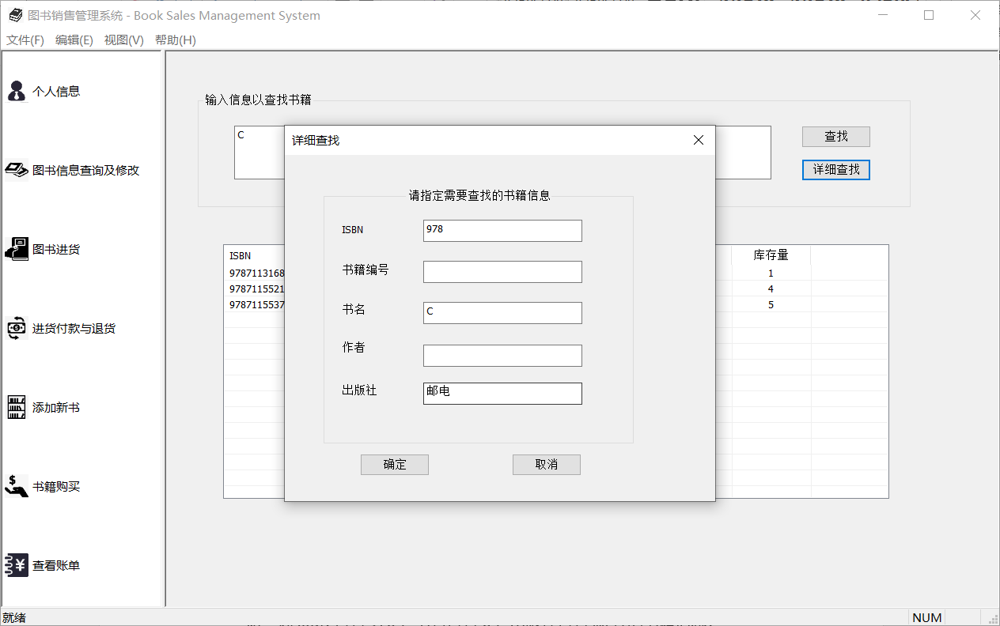 图书销售管理系统 - Book Sales Management System
文件(F) 编辑(E) 视图(V) 帮助(H)
个人信息
图书信息查询及修改
图书进货
进货付款与退货
添加新书
书籍购买
查看账单
输入信息以查找书籍
C
查找
详细查找
ISBN
库存量
9787113168
1
9787115521
4
9787115537
5
详细查找
请指定需要查找的书籍信息
ISBN
978
书籍编号
书名
C
作者
出版社
邮电
确定
取消
就绪
NUM